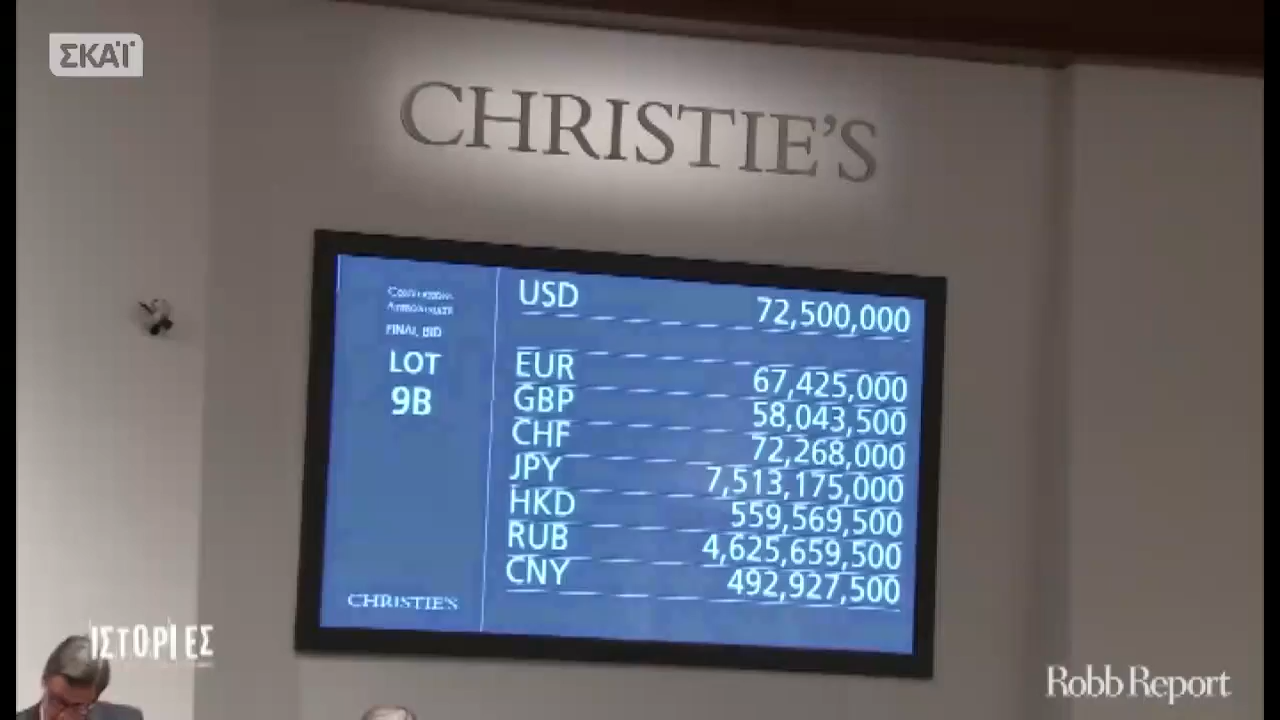 ΣΚΑΪ
CHRISTIE'S
FINAL BID
LOT
9B
CHRISTIE'S
USD 72,500,000
EUR 67,425,000
GBP 58,043,500
CHF 72,268,000
JPY 7,513,175,000
HKD 559,569,500
RUB 4,625,659,500
CNY 492,927,500
ΙΣΤΟΡΙΕΣ
Robb Report